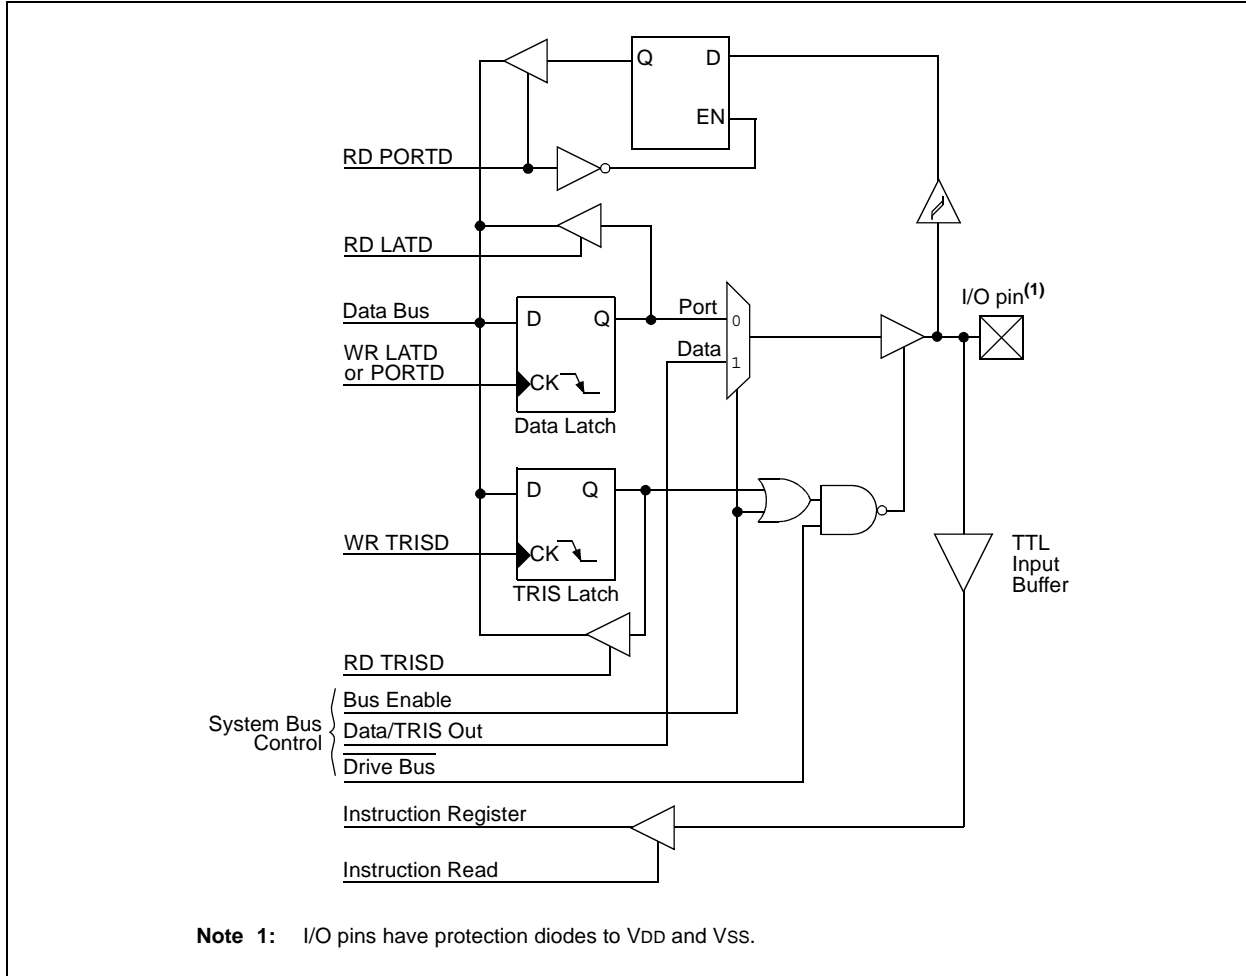 Q
D
EN
RD PORTD
RD LATD
I/O pin(1)
Data Bus
D
Q
Port
0
Data
1
WR LATD
or PORTD
CK
Data Latch
D
Q
WR TRISD
CK
TRIS Latch
TTL
Input
Buffer
RD TRISD
System Bus
Control
Bus Enable
Data/TRIS Out
Drive Bus
Instruction Register
Instruction Read
Note 1: I/O pins have protection diodes to VDD and VSS.